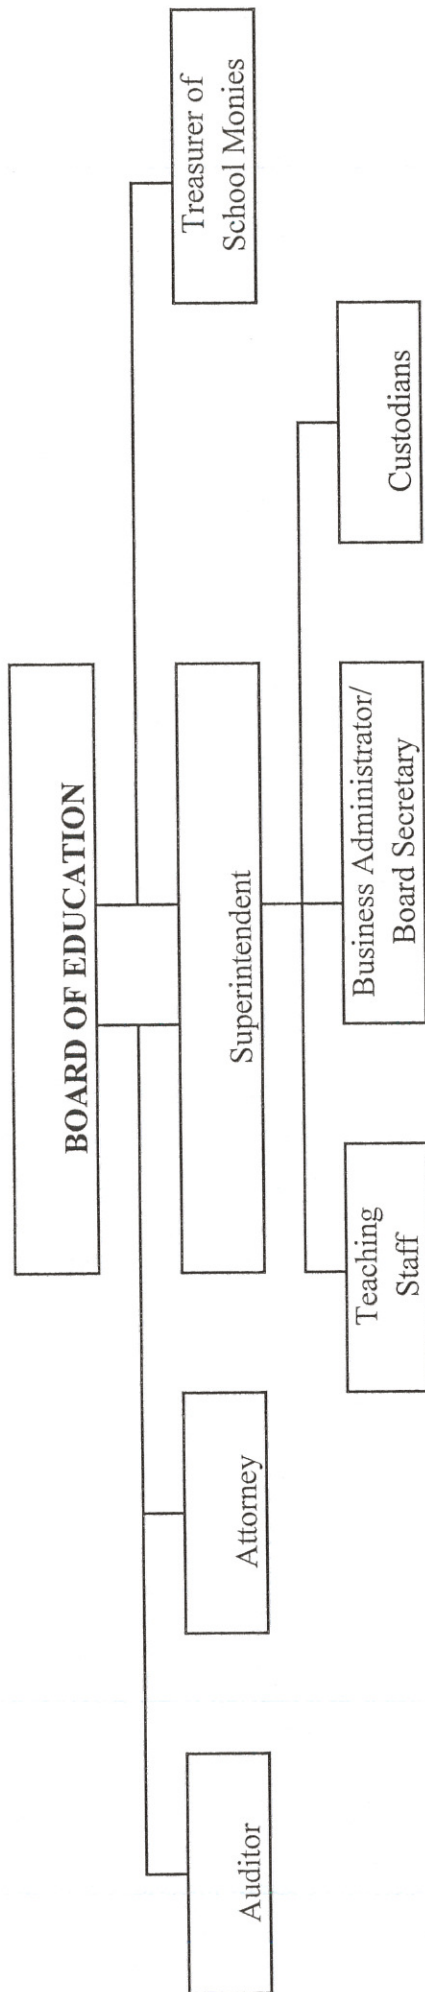 BOARD OF EDUCATION
Auditor
Attorney
Superintendent
Treasurer of
School Monies
Teaching
Staff
Business Administrator/
Board Secretary
Custodians